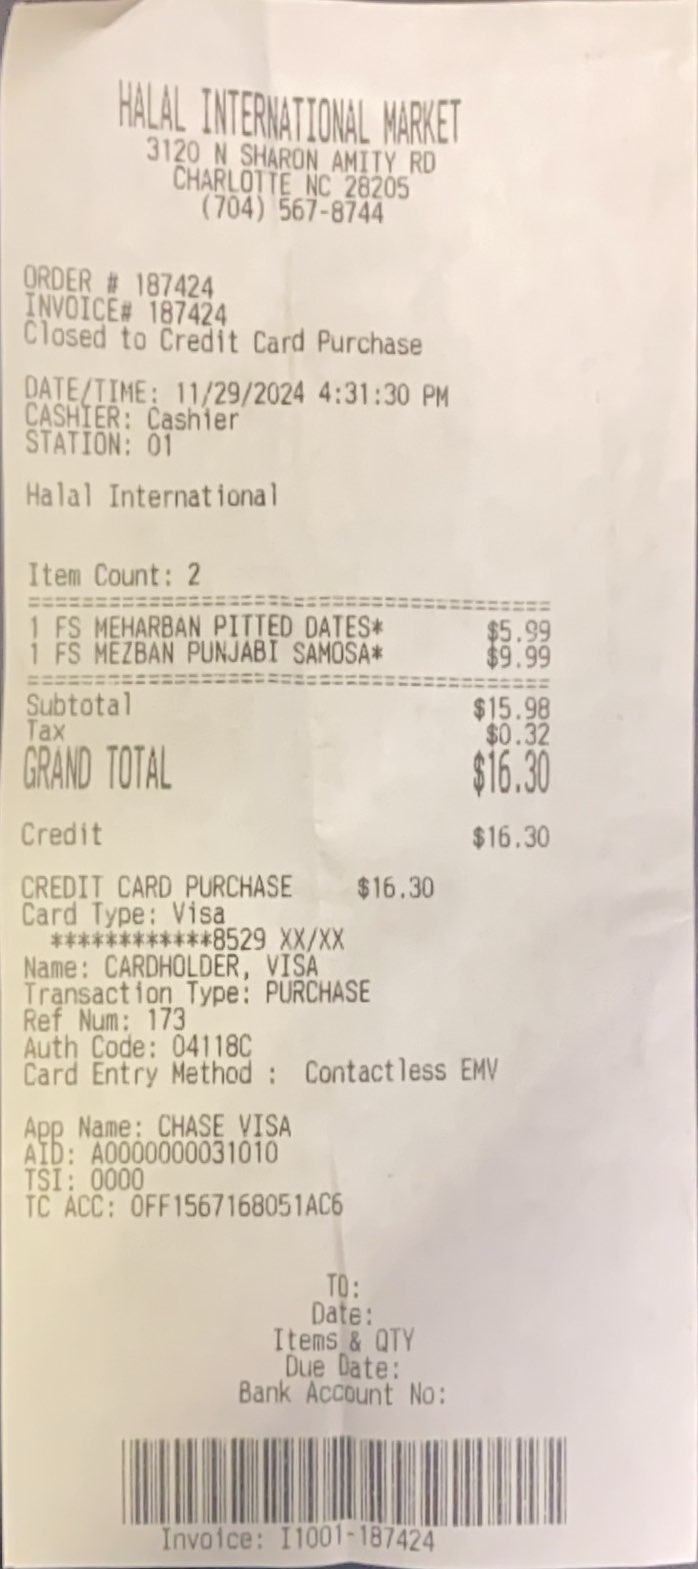 HALAL INTERNATIONAL MARKET
3120 N SHARON AMITY RD
CHARLOTTE NC 28205
(704) 567-8744
ORDER # 187424
INVOICE# 187424
Closed to Credit Card Purchase
DATE/TIME: 11/29/2024 4:31:30 PM
CASHIER: Cashier
STATION: 01
Halal International
Item Count: 2
==========================================
1 FS MEHARBAN PITTED DATES* $5.99
1 FS MEZBAN PUNJABI SAMOSA* $9.99
==========================================
Subtotal $15.98
Tax $0.32
GRAND TOTAL $16.30
Credit $16.30
CREDIT CARD PURCHASE $16.30
Card Type: Visa
************8529 XX/XX
Name: CARDHOLDER, VISA
Transaction Type: PURCHASE
Ref Num: 173
Auth Code: 04118C
Card Entry Method : Contactless EMV
App Name: CHASE VISA
AID: A0000000031010
TSI: 0000
TC ACC: 0FF1567168051AC6
TO:
Date:
Items & QTY
Due Date:
Bank Account No:
Invoice: I1001-187424